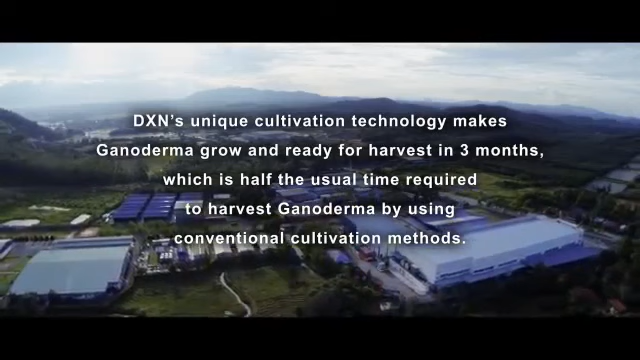 DXN's unique cultivation technology makes
Ganoderma grow and ready for harvest in 3 months,
which is half the usual time required
to harvest Ganoderma by using
conventional cultivation methods.